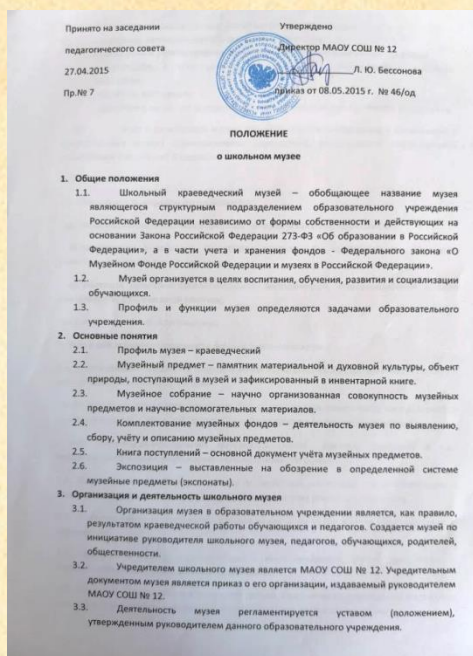 Принято на заседании Утверждено
педагогического совета Директор МАОУ СОШ № 12
27.04.2015 Л. Ю. Бессонова
Пр.№ 7 приказ от 08.05.2015 г. № 46/од
ПОЛОЖЕНИЕ
о школьном музее
1. Общие положения
1.1. Школьный краеведческий музей – обобщающее название музея
являющегося структурным подразделением образовательного учреждения
Российской Федерации независимо от формы собственности и действующих на
основании Закона Российской Федерации 273-ФЗ «Об образовании в Российской
Федерации», а в части учета и хранения фондов - Федерального закона «О
Музейном Фонде Российской Федерации и музеях в Российской Федерации».
1.2. Музей организуется в целях воспитания, обучения, развития и социализации
обучающихся.
1.3. Профиль и функции музея определяются задачами образовательного
учреждения.
2. Основные понятия
2.1. Профиль музея – краеведческий
2.2. Музейный предмет – памятник материальной и духовной культуры, объект
природы, поступающий в музей и зафиксированный в инвентарной книге.
2.3. Музейное собрание – научно организованная совокупность музейных
предметов и научно-вспомогательных материалов.
2.4. Комплектование музейных фондов – деятельность музея по выявлению,
сбору, учёту и описанию музейных предметов.
2.5. Книга поступлений – основной документ учёта музейных предметов.
2.6. Экспозиция – выставленные на обозрение в определенной системе
музейные предметы (экспонаты).
3. Организация и деятельность школьного музея
3.1. Организация музея в образовательном учреждении является, как правило,
результатом краеведческой работы обучающихся и педагогов. Создается музей по
инициативе руководителя школьного музея, педагогов, обучающихся, родителей,
общественности.
3.2. Учредителем школьного музея является МАОУ СОШ № 12. Учредительным
документом музея является приказ о его организации, издаваемый руководителем
МАОУ СОШ № 12.
3.3. Деятельность музея регламентируется уставом (положением),
утвержденным руководителем данного образовательного учреждения.